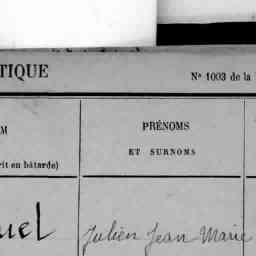 TIQUE
N° 1003 de la
M
PRÉNOMS
rit en bâtarde)
ET SURNOMS
uel
Julien Jean Marie